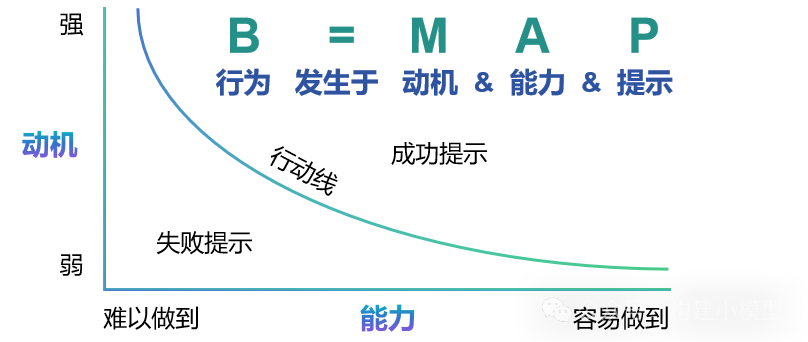 强
B = M A P
行为 发生于 动机 & 能力 & 提示
动机
行动线
成功提示
失败提示
弱
难以做到
能力
容易做到